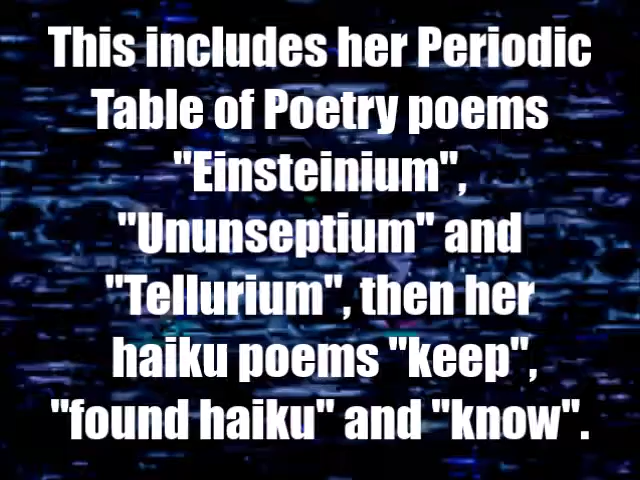 This includes her Periodic
Table of Poetry poems
"Einsteinium",
"Ununseptium" and
"Tellurium", then her
haiku poems "keep",
"found haiku" and "know".